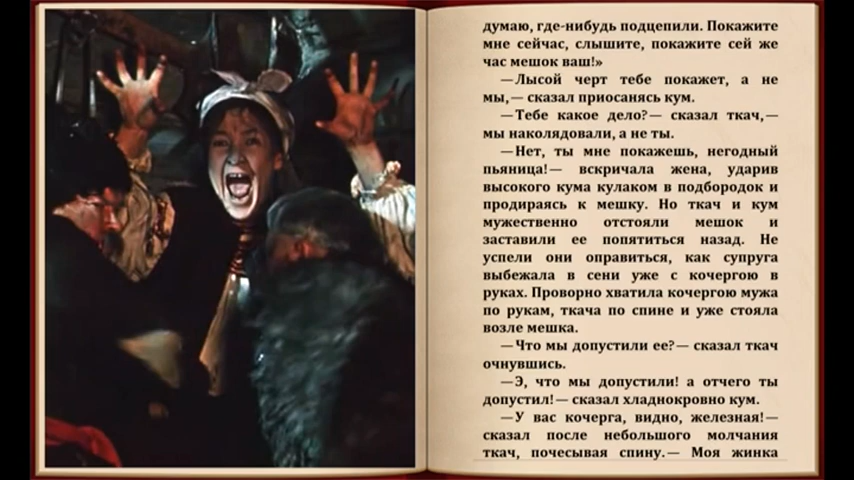 думаю, где-нибудь подцепили. Покажите
мне сейчас, слышите, покажите сей же
час мешок ваш!»
—Лысой черт тебе покажет, а не
мы,— сказал приосанясь кум.
—Тебе какое дело?— сказал ткач,—
мы наколядовали, а не ты.
—Нет, ты мне покажешь, негодный
пьяница!— вскричала жена, ударив
высокого кума кулаком в подбородок и
продираясь к мешку. Но ткач и кум
мужественно отстояли мешок и
заставили ее попятиться назад. Не
успели они оправиться, как супруга
выбежала в сени уже с кочергою в
руках. Проворно хватила кочергою мужа
по рукам, ткача по спине и уже стояла
возле мешка.
—Что мы допустили ее?— сказал ткач
очнувшись.
—Э, что мы допустили! а отчего ты
допустил!— сказал хладнокровно кум.
—У вас кочерга, видно, железная!—
сказал после небольшого молчания
ткач, почесывая спину.— Моя жинка